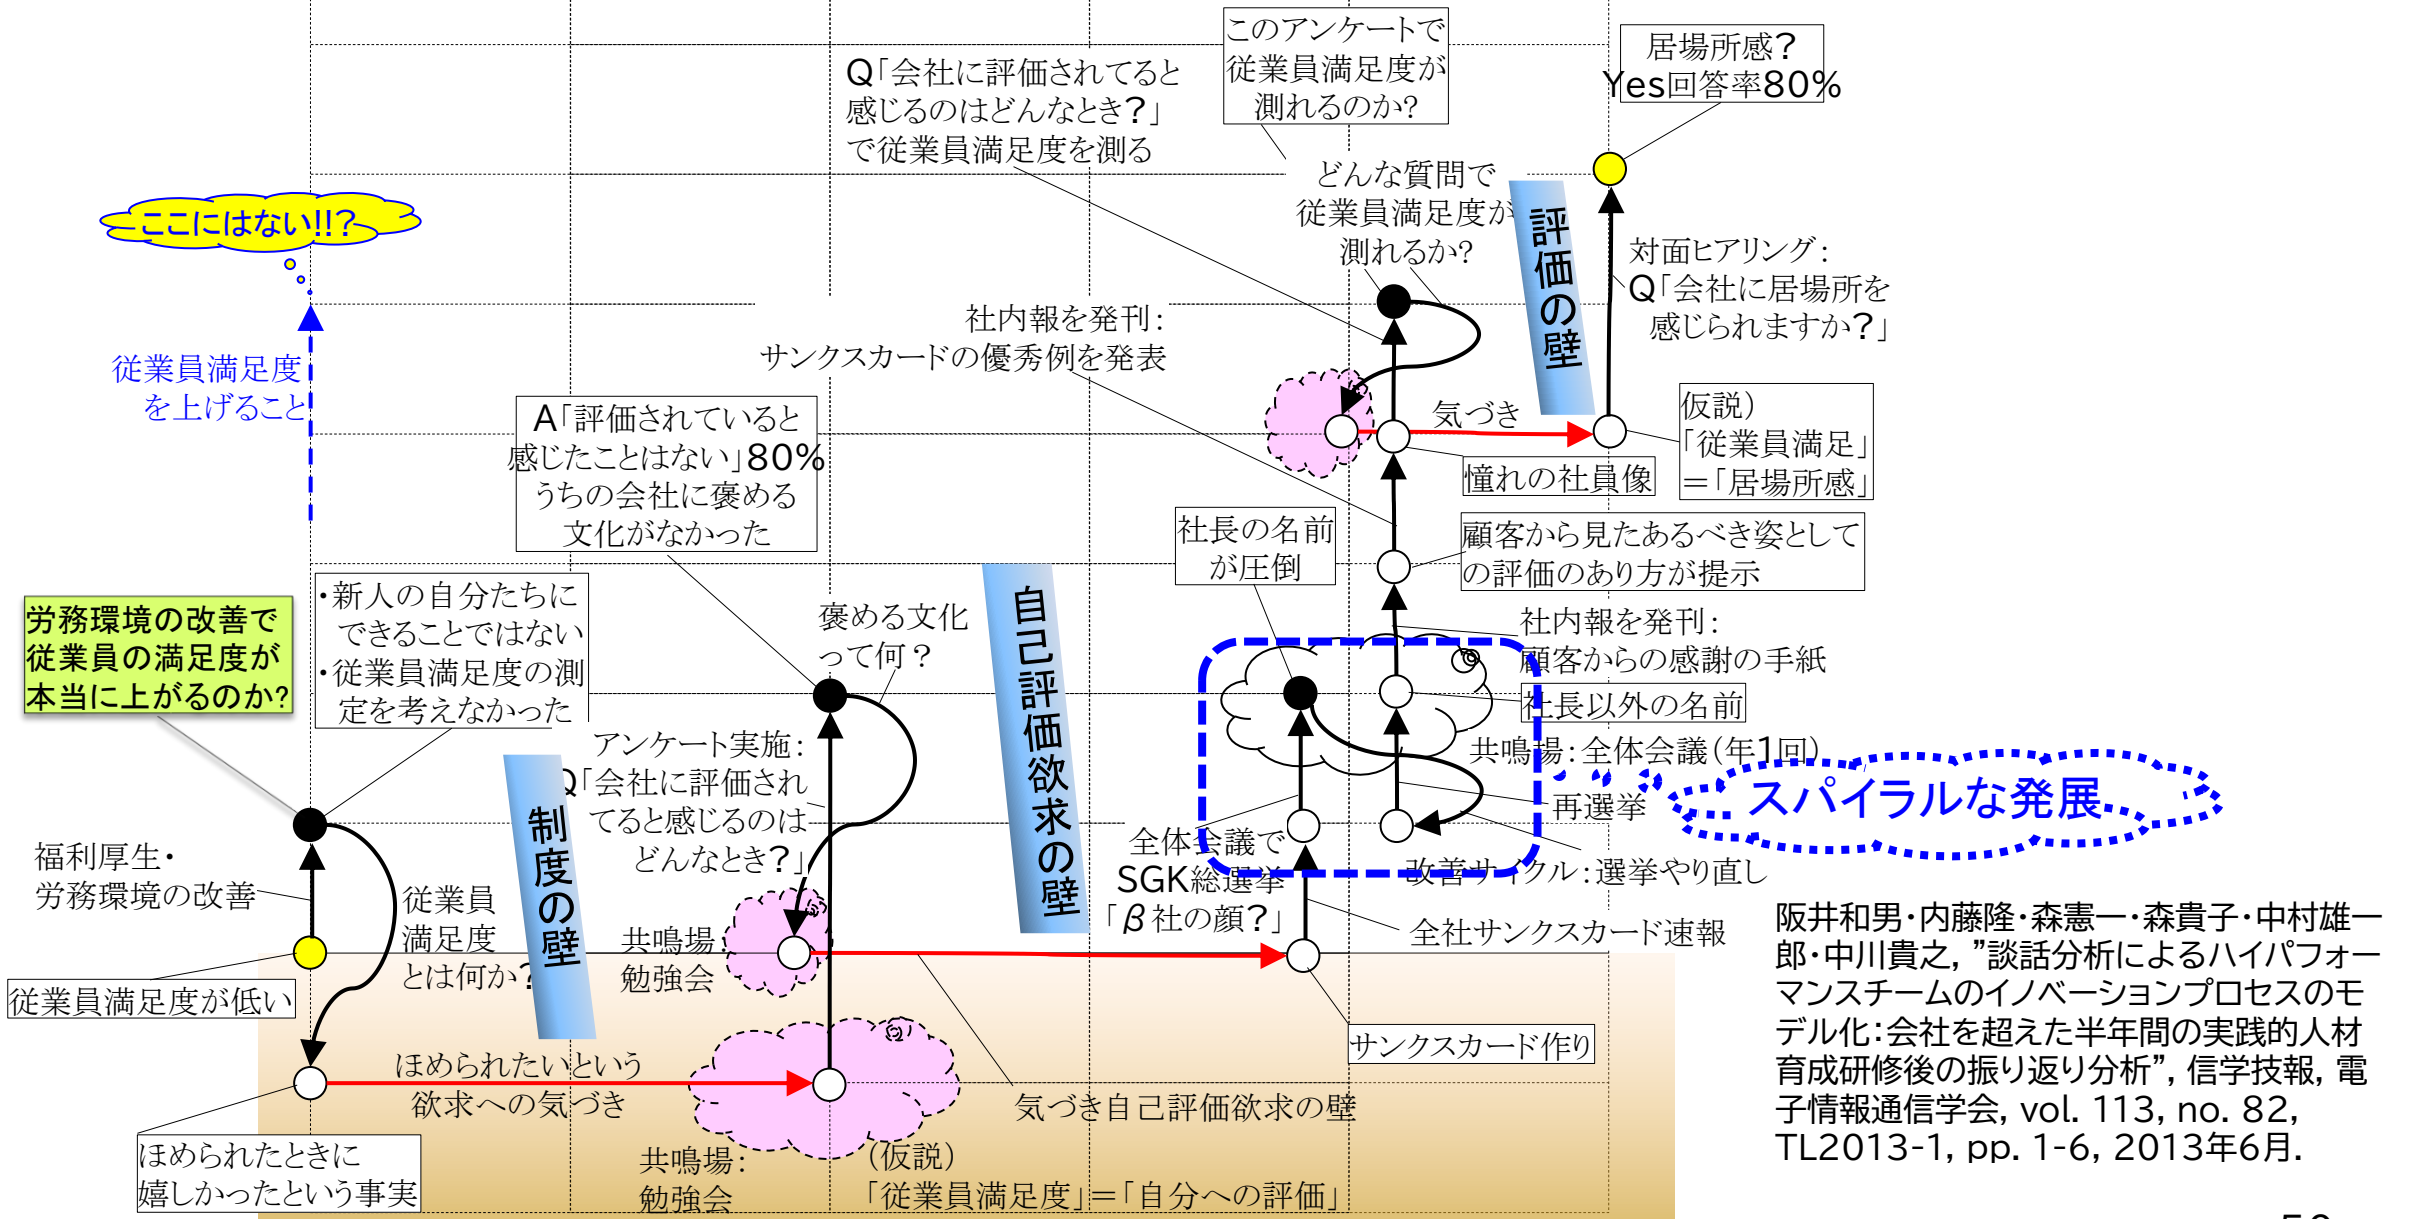 このアンケートで
従業員満足度が
測れるのか?
居場所感?
Yes回答率80%
Q「会社に評価されてると
感じるのはどんなとき?」
で従業員満足度を測る
どんな質問で
従業員満足度が
測れるか?
評価の壁
ここにはない!!?
対面ヒアリング:
Q「会社に居場所を
感じられますか?」
社内報を発刊:
サンクスカードの優秀例を発表
従業員満足度
を上げること
A「評価されていると
感じたことはない」80%
うちの会社に褒める
文化がなかった
気づき
仮説)
「従業員満足」
=「居場所感」
憧れの社員像
社長の名前
が圧倒
顧客から見たあるべき姿として
の評価のあり方が提示
労務環境の改善で
従業員の満足度が
本当に上がるのか?
・新人の自分たちに
できることではない
・従業員満足度の測
定を考えなかった
褒める文化
って何?
自己評価欲求の壁
社内報を発刊:
顧客からの感謝の手紙
社長以外の名前
アンケート実施:
Q「会社に評価され
てると感じるのは
どんなとき?」
制度の壁
共鳴場:全体会議(年1回)
スパイラルな発展
再選挙
全体会議で
SGK総選挙
「β社の顔?」
改善サイクル:選挙やり直し
福利厚生・
労務環境の改善
従業員
満足度
とは何か?
共鳴場:
勉強会
全社サンクスカード速報
従業員満足度が低い
サンクスカード作り
ほめられたいという
欲求への気づき
気づき自己評価欲求の壁
ほめられたときに
嬉しかったという事実
共鳴場:
勉強会
(仮説)
「従業員満足度」=「自分への評価」
阪井和男・内藤隆・森憲一・森貴子・中村雄一
郎・中川貴之, ”談話分析によるハイパフォー
マンスチームのイノベーションプロセスのモ
デル化:会社を超えた半年間の実践的人材
育成研修後の振り返り分析”, 信学技報, 電
子情報通信学会, vol. 113, no. 82,
TL2013-1, pp. 1-6, 2013年6月.